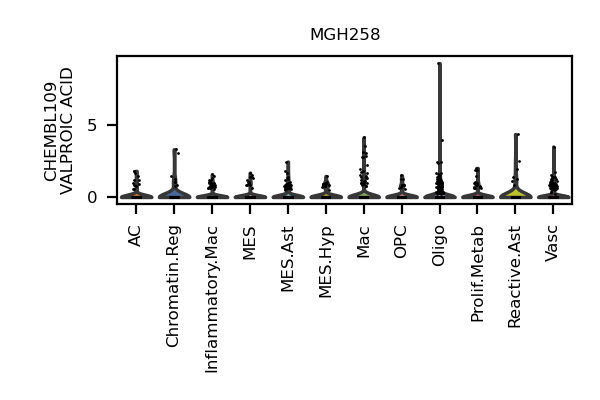 MGH258
CHEMBL109
VALPROIC ACID
5
0
AC
Chromatin.Reg
Inflammatory.Mac
MES
MES.Ast
MES.Hyp
Mac
OPC
Oligo
Prolif.Metab
Reactive.Ast
Vasc